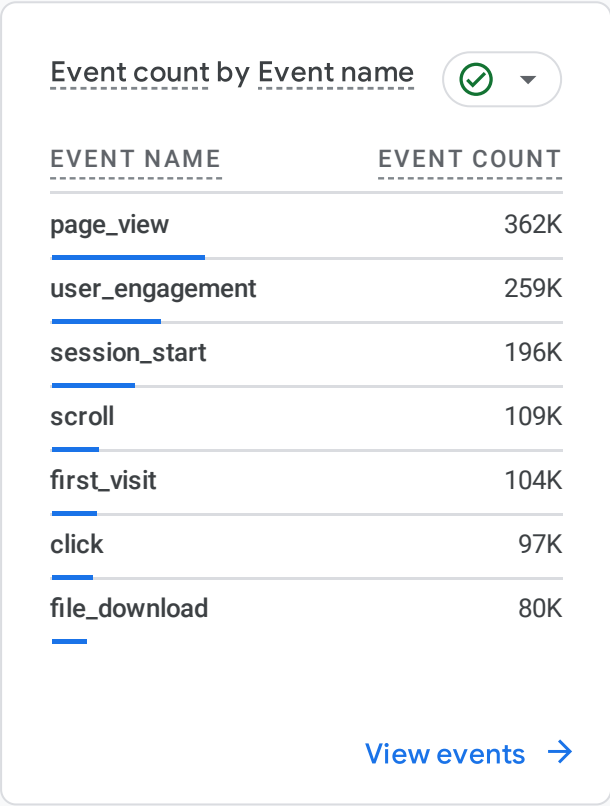 Event count by Event name
EVENT NAME EVENT COUNT
page_view 362K
user_engagement 259K
session_start 196K
scroll 109K
first_visit 104K
click 97K
file_download 80K
View events